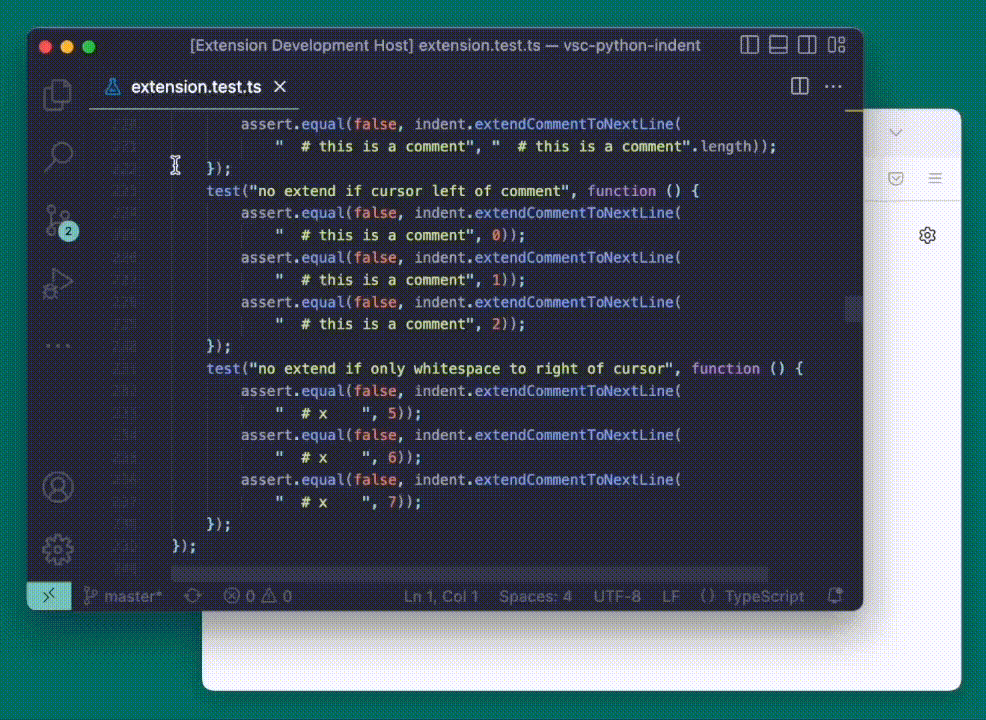 [Extension Development Host] extension.test.ts — vsc-python-indent
extension.test.ts
assert.equal(false, indent.extendCommentToNextLine(
"  # this is a comment", "  # this is a comment".length));
});
test("no extend if cursor left of comment", function () {
assert.equal(false, indent.extendCommentToNextLine(
"  # this is a comment", 0));
assert.equal(false, indent.extendCommentToNextLine(
"  # this is a comment", 1));
assert.equal(false, indent.extendCommentToNextLine(
"  # this is a comment", 2));
});
test("no extend if only whitespace to right of cursor", function () {
assert.equal(false, indent.extendCommentToNextLine(
"  # x    ", 5));
assert.equal(false, indent.extendCommentToNextLine(
"  # x    ", 6));
assert.equal(false, indent.extendCommentToNextLine(
"  # x    ", 7));
});
});
2
master* 0 0 Ln 1, Col 1 Spaces: 4 UTF-8 LF () TypeScript